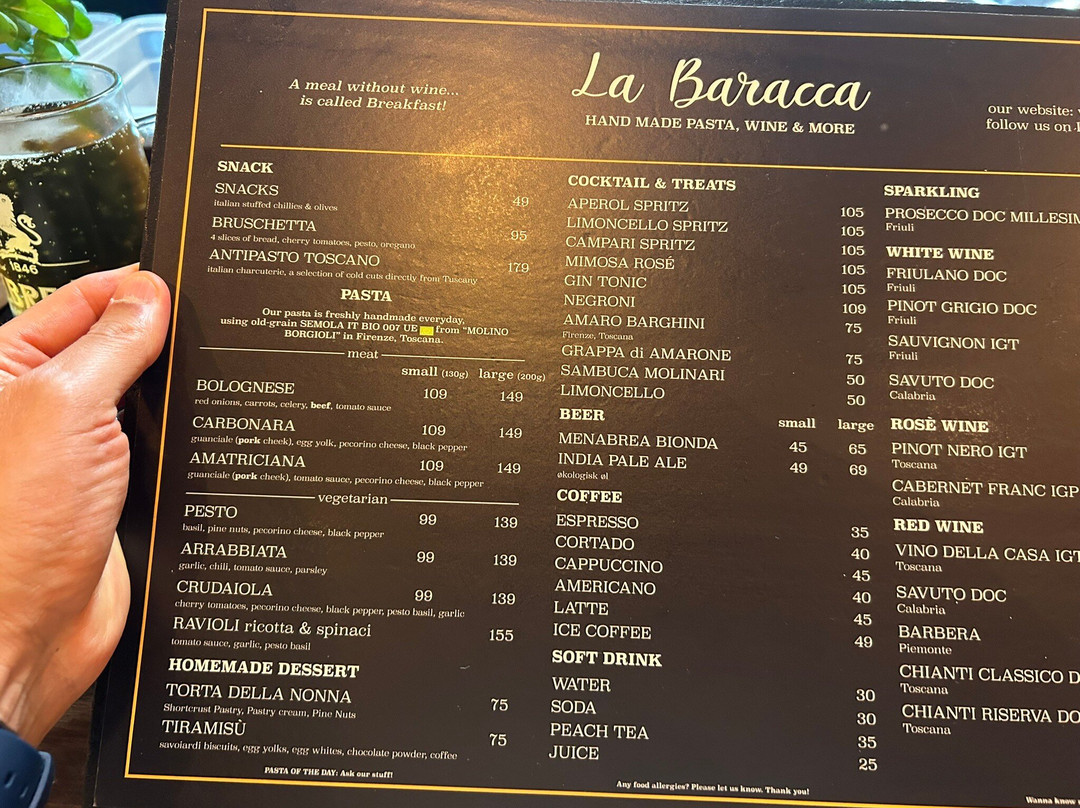 A meal without wine...
is called Breakfast!
La Baracca
HAND MADE PASTA, WINE & MORE
our website:
follow us on
SNACK
SNACKS 49
italian stuffed chillies & olives
BRUSCHETTA 95
4 slices of bread, cherry tomatoes, pesto, oregano
ANTIPASTO TOSCANO 179
italian charcuterie, a selection of cold cuts directly from Tuscany
PASTA
Our pasta is freshly handmade everyday,
using old-grain SEMOLA IT BIO 007 UE from "MOLINO
BORGIOLI" in Firenze, Toscana.
meat
small (130g) large (200g)
BOLOGNESE 109 149
red onions, carrots, celery, beef, tomato sauce
CARBONARA 109 149
guanciale (pork cheek), egg yolk, pecorino cheese, black pepper
AMATRICIANA 109 149
guanciale (pork cheek), tomato sauce, pecorino cheese, black pepper
vegetarian
PESTO 99 139
basil, pine nuts, pecorino cheese, black pepper
ARRABBIATA 99 139
garlic, chili, tomato sauce, parsley
CRUDAIOLA 99 139
cherry tomatoes, pecorino cheese, black pepper, pesto basil, garlic
RAVIOLI ricotta & spinaci 155
tomato sauce, garlic, pesto basil
HOMEMADE DESSERT
TORTA DELLA NONNA 75
Shortcrust Pastry, Pastry cream, Pine Nuts
TIRAMISÙ 75
savoiardi biscuits, egg yolks, egg whites, chocolate powder, coffee
PASTA OF THE DAY: Ask our stuff!
COCKTAIL & TREATS
APEROL SPRITZ 105
LIMONCELLO SPRITZ 105
CAMPARI SPRITZ 105
MIMOSA ROSÉ 105
GIN TONIC 105
NEGRONI 109
AMARO BARGHINI 75
Firenze, Toscana
GRAPPA di AMARONE 75
SAMBUCA MOLINARI 50
LIMONCELLO 50
BEER small large
MENABREA BIONDA 45 65
INDIA PALE ALE 49 69
økologisk øl
COFFEE
ESPRESSO 35
CORTADO 40
CAPPUCCINO 45
AMERICANO 40
LATTE 45
ICE COFFEE 49
SOFT DRINK
WATER 30
SODA 30
PEACH TEA 35
JUICE 25
Any food allergies? Please let us know. Thank you!
SPARKLING
PROSECCO DOC MILLESIM
Friuli
WHITE WINE
FRIULANO DOC
Friuli
PINOT GRIGIO DOC
Friuli
SAUVIGNON IGT
Friuli
SAVUTO DOC
Calabria
ROSÈ WINE
PINOT NERO IGT
Toscana
CABERNET FRANC IGP
Calabria
RED WINE
VINO DELLA CASA IGT
Toscana
SAVUTO DOC
Calabria
BARBERA
Piemonte
CHIANTI CLASSICO D
Toscana
CHIANTI RISERVA DO
Toscana
Wanna know
1846